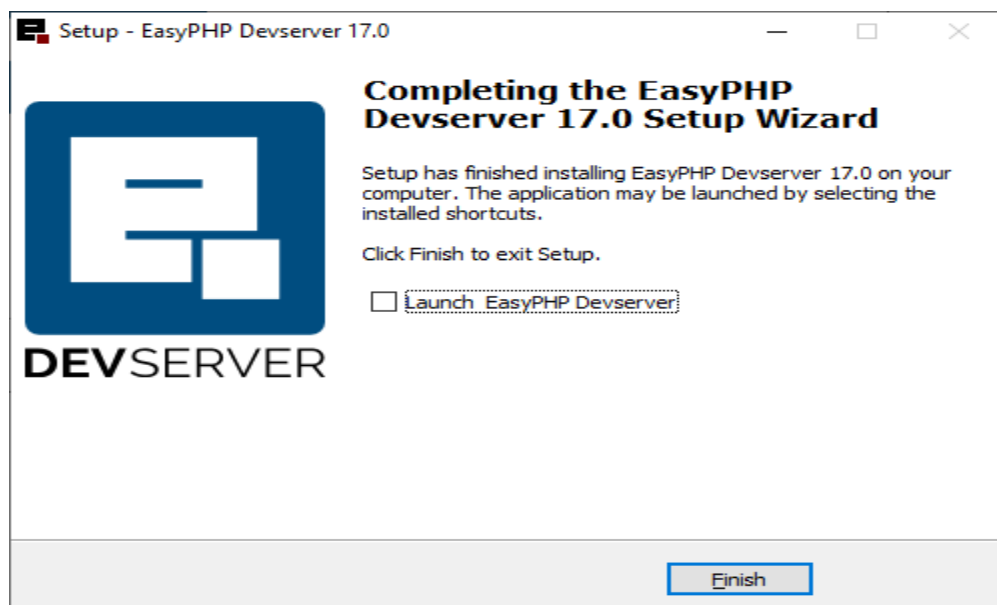 Setup - EasyPHP Devserver 17.0
Completing the EasyPHP
Devserver 17.0 Setup Wizard
Setup has finished installing EasyPHP Devserver 17.0 on your
computer. The application may be launched by selecting the
installed shortcuts.
Click Finish to exit Setup.
Launch EasyPHP Devserver
DEVSERVER
Finish